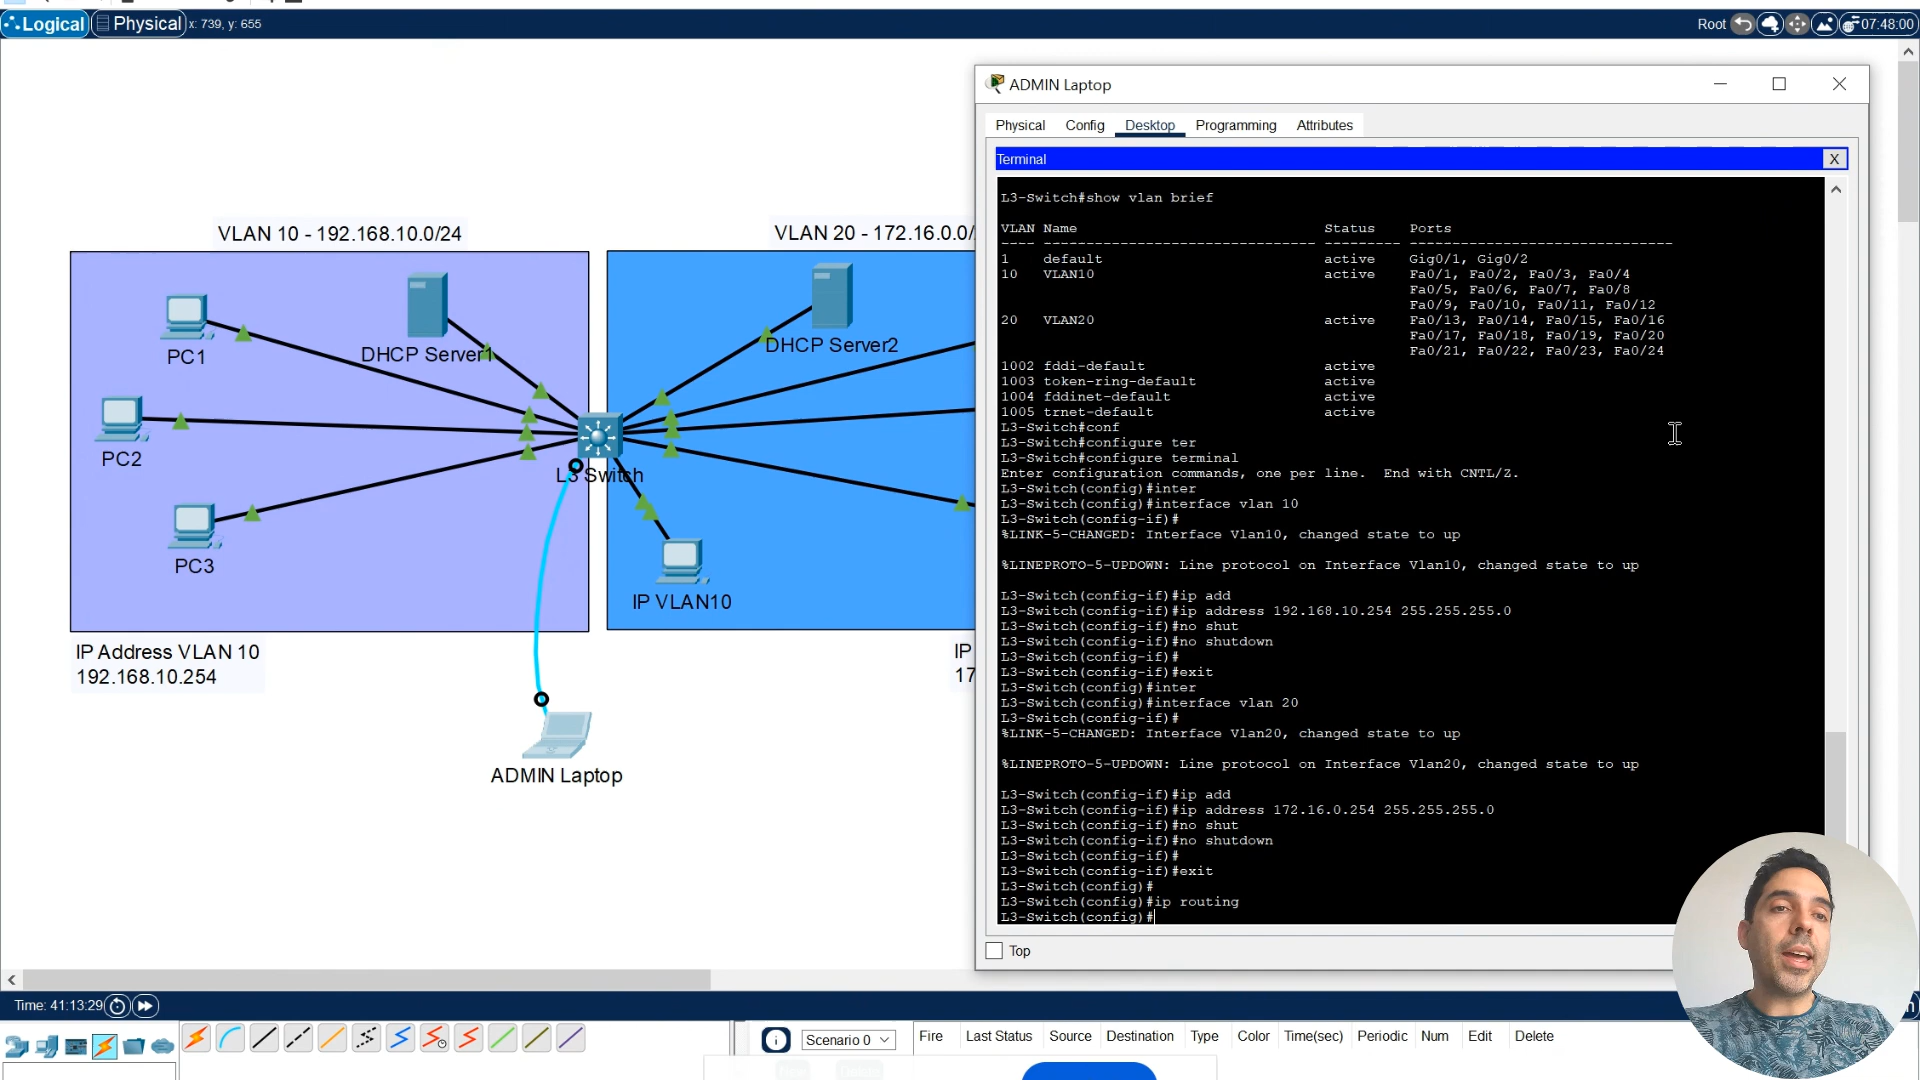 Logical
Physical
x: 739, y: 655
Root
07:48:00
VLAN 10 - 192.168.10.0/24
VLAN 20 - 172.16.0.0/
PC1
DHCP Server1
DHCP Server2
PC2
L3 Switch
PC3
IP VLAN10
IP Address VLAN 10
192.168.10.254
IP
17
ADMIN Laptop
ADMIN Laptop
Physical Config Desktop Programming Attributes
Terminal
X
L3-Switch#show vlan brief
VLAN Name Status Ports
---- -------------------------------- --------- -------------------------------
1 default active Gig0/1, Gig0/2
10 VLAN10 active Fa0/1, Fa0/2, Fa0/3, Fa0/4
Fa0/5, Fa0/6, Fa0/7, Fa0/8
Fa0/9, Fa0/10, Fa0/11, Fa0/12
20 VLAN20 active Fa0/13, Fa0/14, Fa0/15, Fa0/16
Fa0/17, Fa0/18, Fa0/19, Fa0/20
Fa0/21, Fa0/22, Fa0/23, Fa0/24
1002 fddi-default active
1003 token-ring-default active
1004 fddinet-default active
1005 trnet-default active
L3-Switch#conf
L3-Switch#configure ter
L3-Switch#configure terminal
Enter configuration commands, one per line. End with CNTL/Z.
L3-Switch(config)#inter
L3-Switch(config)#interface vlan 10
L3-Switch(config-if)#
%LINK-5-CHANGED: Interface Vlan10, changed state to up
%LINEPROTO-5-UPDOWN: Line protocol on Interface Vlan10, changed state to up
L3-Switch(config-if)#ip add
L3-Switch(config-if)#ip address 192.168.10.254 255.255.255.0
L3-Switch(config-if)#no shut
L3-Switch(config-if)#no shutdown
L3-Switch(config-if)#
L3-Switch(config-if)#exit
L3-Switch(config)#inter
L3-Switch(config)#interface vlan 20
L3-Switch(config-if)#
%LINK-5-CHANGED: Interface Vlan20, changed state to up
%LINEPROTO-5-UPDOWN: Line protocol on Interface Vlan20, changed state to up
L3-Switch(config-if)#ip add
L3-Switch(config-if)#ip address 172.16.0.254 255.255.255.0
L3-Switch(config-if)#no shut
L3-Switch(config-if)#no shutdown
L3-Switch(config-if)#
L3-Switch(config-if)#exit
L3-Switch(config)#
L3-Switch(config)#ip routing
L3-Switch(config)#
Top
Time: 41:13:29
Scenario 0
Fire Last Status Source Destination Type Color Time(sec) Periodic Num Edit Delete